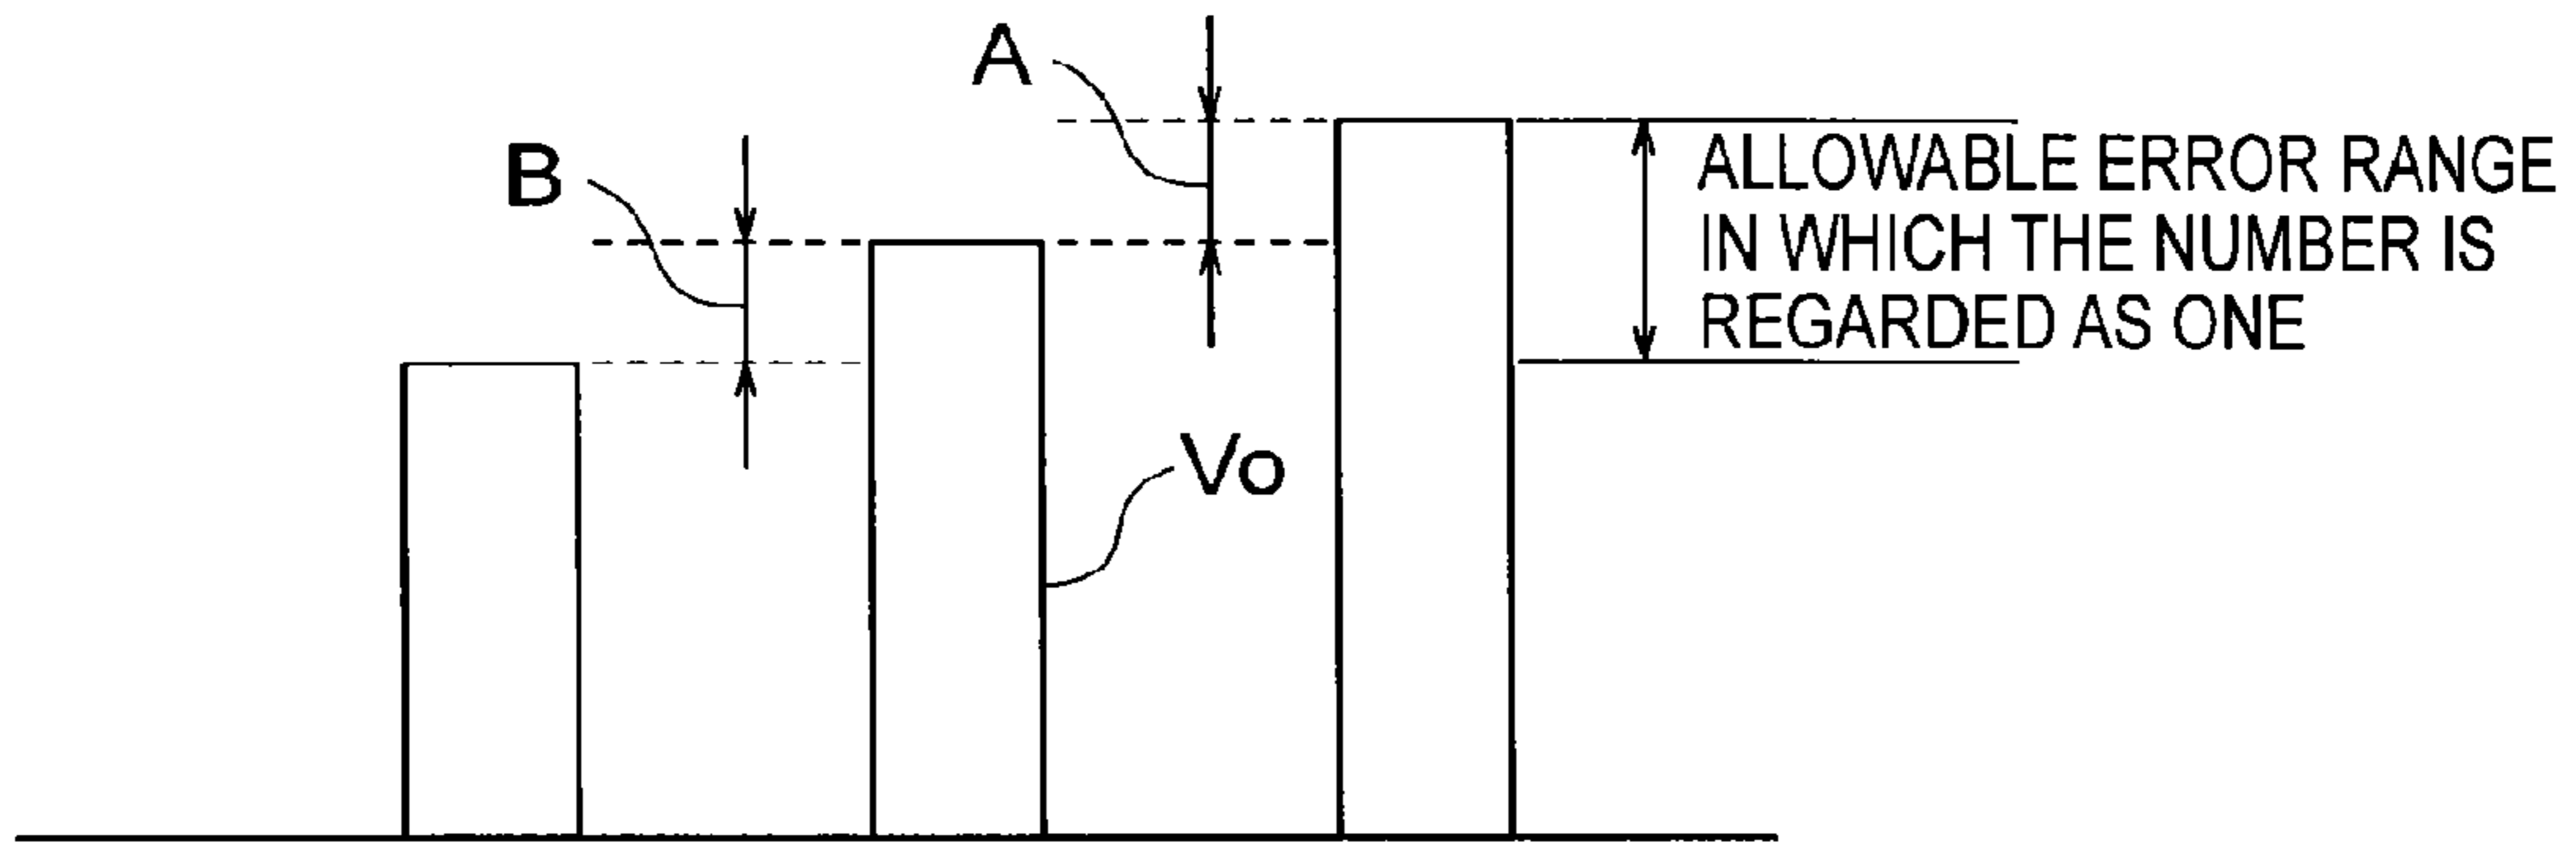 A
B
ALLOWABLE ERROR RANGE
IN WHICH THE NUMBER IS
REGARDED AS ONE
Vo